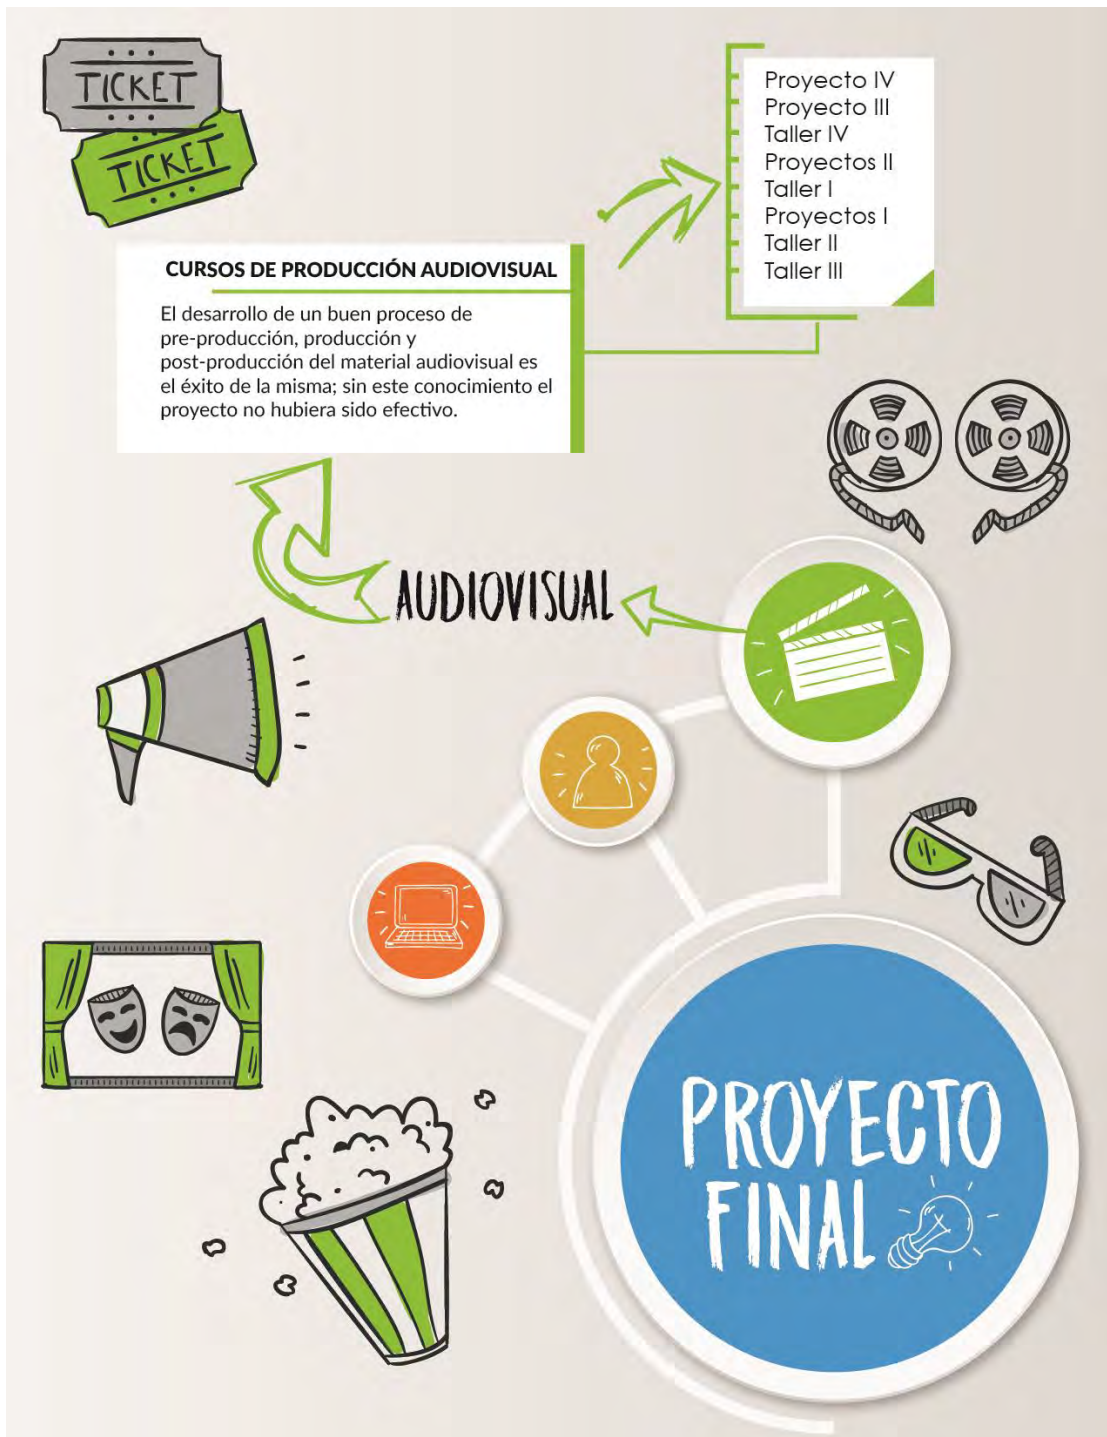 TICKET
TICKET
Proyecto IV
Proyecto III
Taller IV
Proyectos II
Taller I
Proyectos I
Taller II
Taller III
CURSOS DE PRODUCCIÓN AUDIOVISUAL
El desarrollo de un buen proceso de
pre-producción, producción y
post-producción del material audiovisual es
el éxito de la misma; sin este conocimiento el
proyecto no hubiera sido efectivo.
AUDIOVISUAL
PROYECTO
FINAL